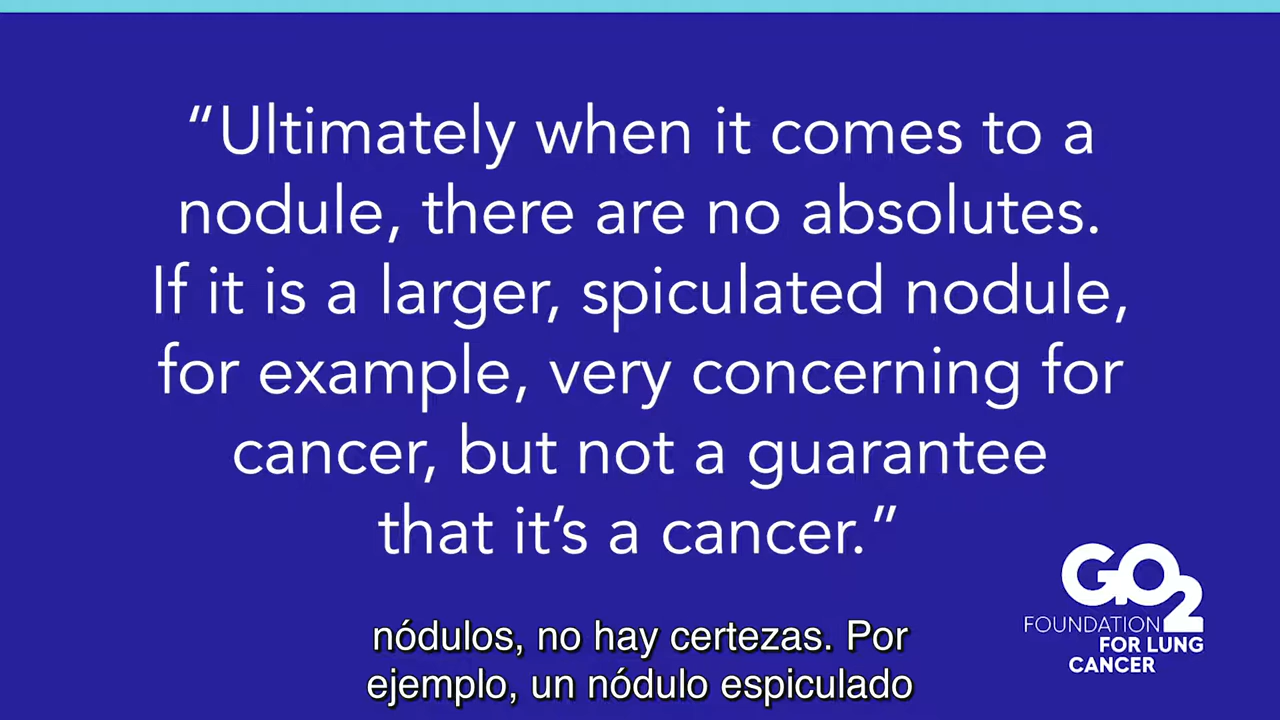 “Ultimately when it comes to a
nodule, there are no absolutes.
If it is a larger, spiculated nodule,
for example, very concerning for
cancer, but not a guarantee
that it’s a cancer.”
GO2
FOUNDATION
FOR LUNG
CANCER
nódulos, no hay certezas. Por
ejemplo, un nódulo espiculado